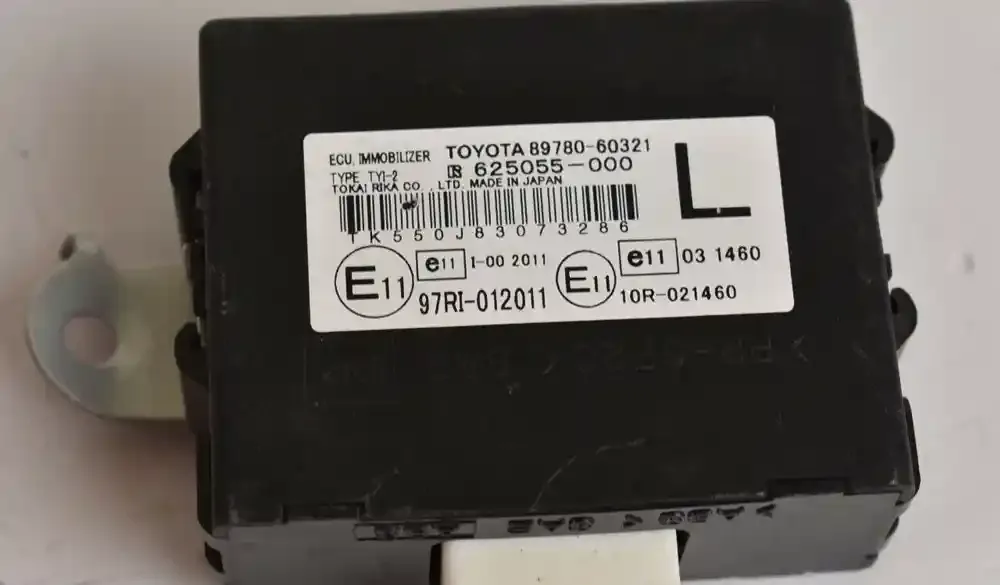 ECU, IMMOBILIZER TOYOTA 89780-60321
TYPE TYI-2 625055-000
TOKAI RIKA CO., LTD. MADE IN JAPAN
L
TK550J83073286
E11 e11 I-00 2011
97RI-012011
E11 e11 03 1460
10R-021460